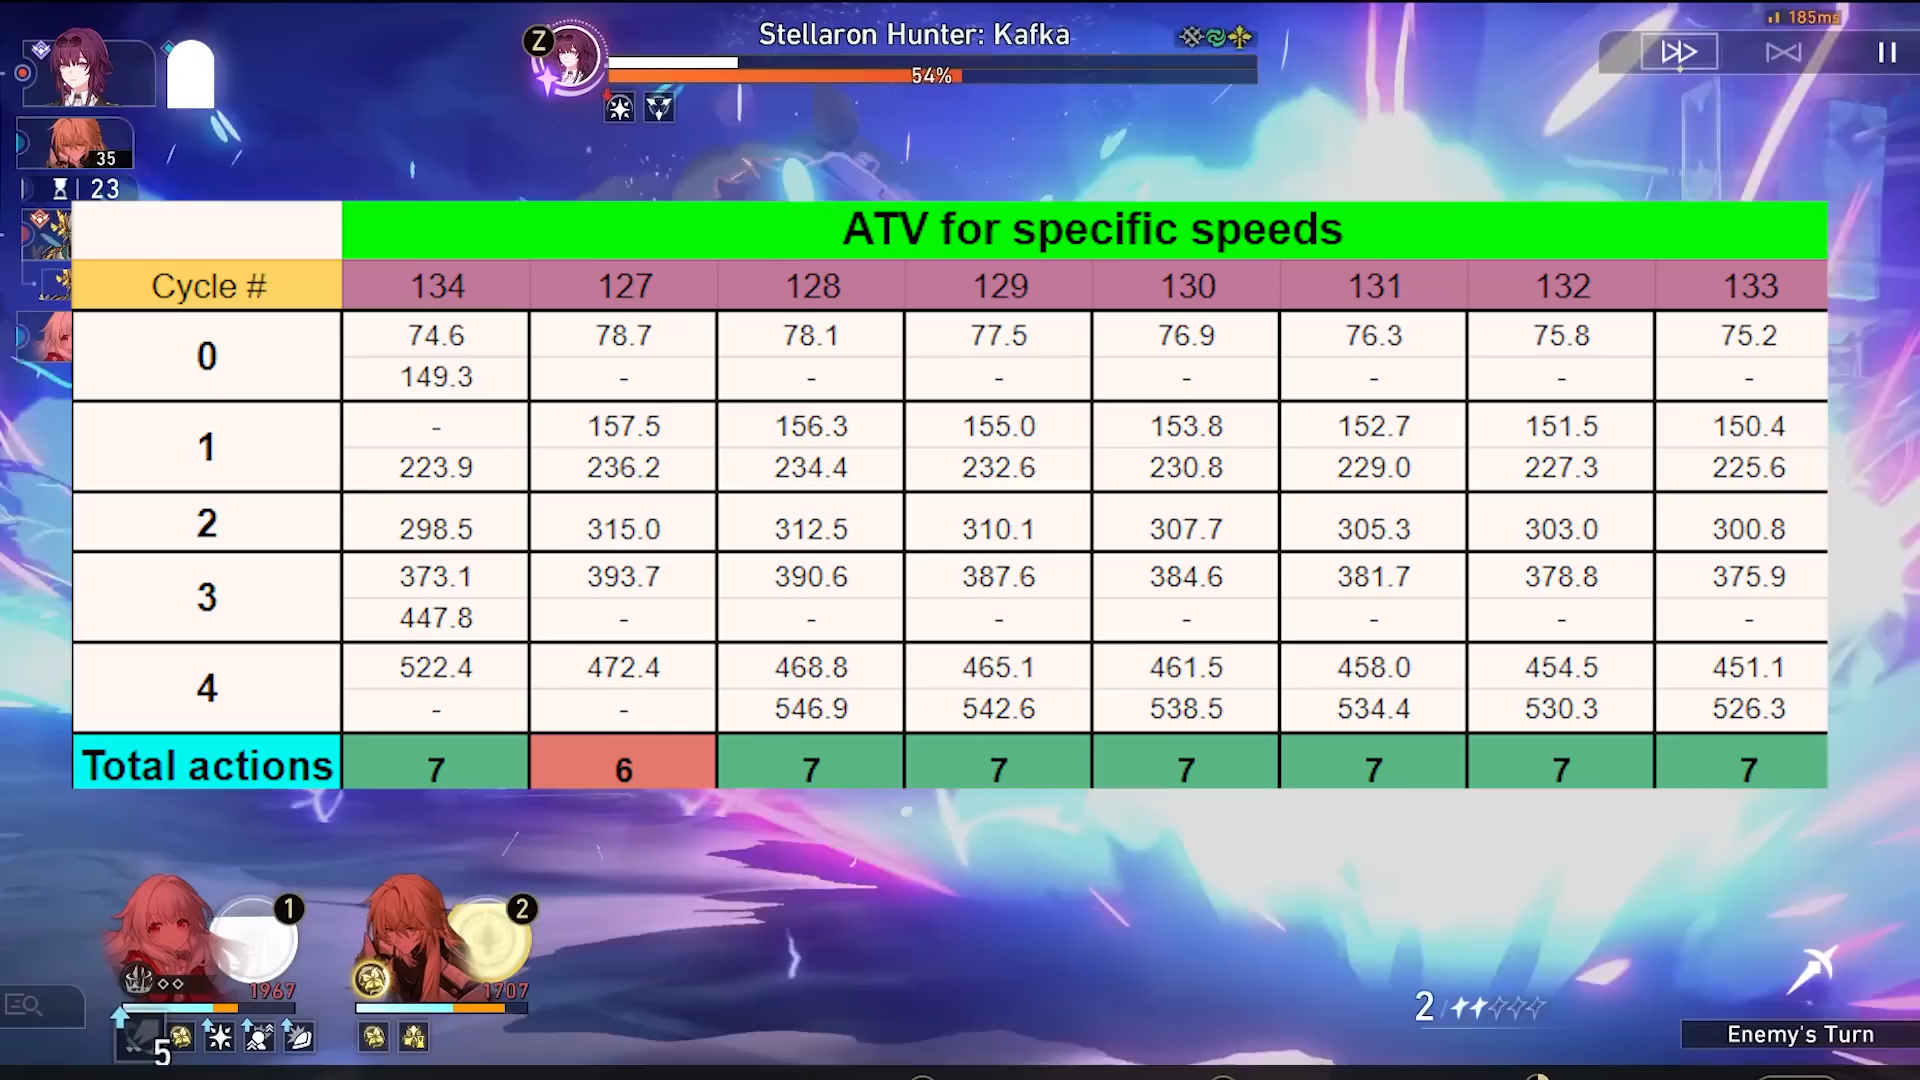 185ms
Z
Stellaron Hunter: Kafka
54%
35
23
ATV for specific speeds
Cycle # 134 127 128 129 130 131 132 133
0 74.6 78.7 78.1 77.5 76.9 76.3 75.8 75.2
149.3 - - - - - - -
1 - 157.5 156.3 155.0 153.8 152.7 151.5 150.4
223.9 236.2 234.4 232.6 230.8 229.0 227.3 225.6
2 298.5 315.0 312.5 310.1 307.7 305.3 303.0 300.8
3 373.1 393.7 390.6 387.6 384.6 381.7 378.8 375.9
447.8 - - - - - - -
4 522.4 472.4 468.8 465.1 461.5 458.0 454.5 451.1
- - 546.9 542.6 538.5 534.4 530.3 526.3
Total actions 7 6 7 7 7 7 7 7
1 2
1967 1707
5
2
Enemy's Turn